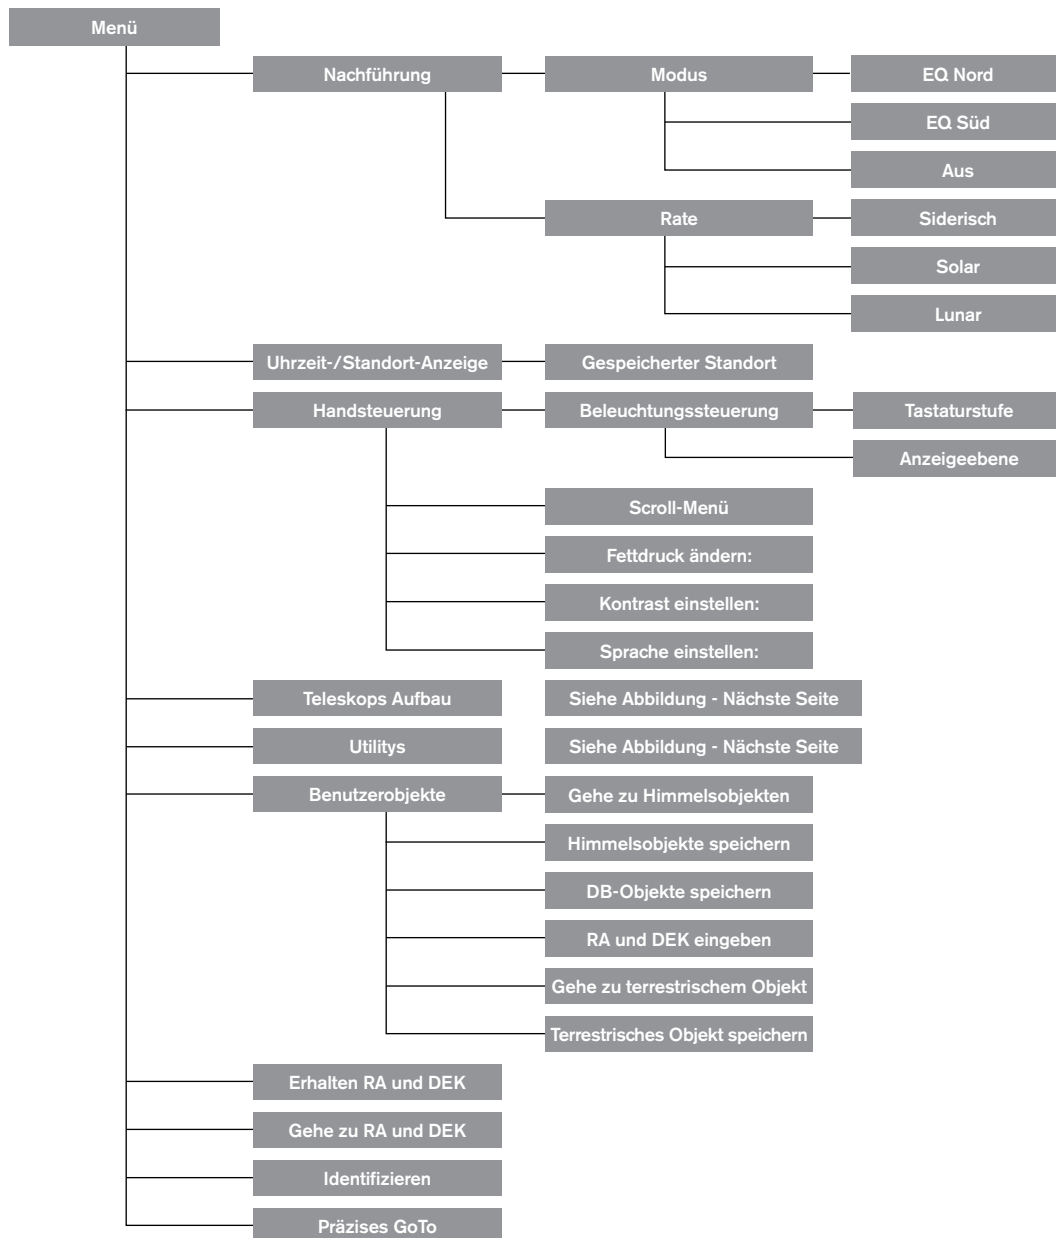 Menü
Nachführung
Modus
EQ Nord
EQ Süd
Aus
Rate
Siderisch
Solar
Lunar
Uhrzeit-/Standort-Anzeige
Gespeicherter Standort
Handsteuerung
Beleuchtungssteuerung
Tastaturstufe
Anzeigeebene
Scroll-Menü
Fettdruck ändern:
Kontrast einstellen:
Sprache einstellen:
Teleskops Aufbau
Siehe Abbildung - Nächste Seite
Utilitys
Siehe Abbildung - Nächste Seite
Benutzerobjekte
Gehe zu Himmelsobjekten
Himmelsobjekte speichern
DB-Objekte speichern
RA und DEK eingeben
Gehe zu terrestrischem Objekt
Terrestrisches Objekt speichern
Erhalten RA und DEK
Gehe zu RA und DEK
Identifizieren
Präzises GoTo